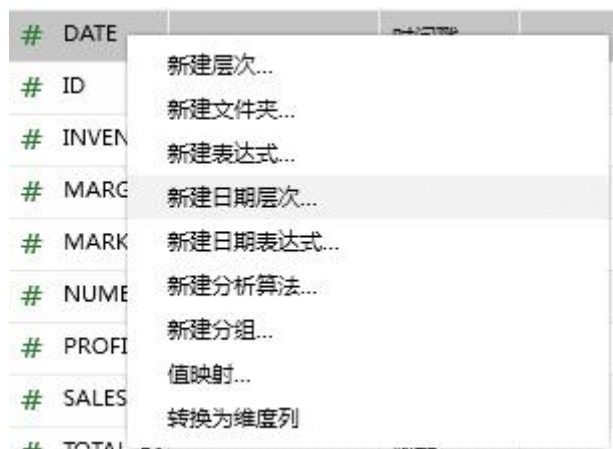 # DATE
# ID
# INVEN
# MARG
# MARK
# NUME
# PROFI
# SALES
新建层次...
新建文件夹...
新建表达式...
新建日期层次...
新建日期表达式...
新建分析算法...
新建分组...
值映射...
转换为维度列